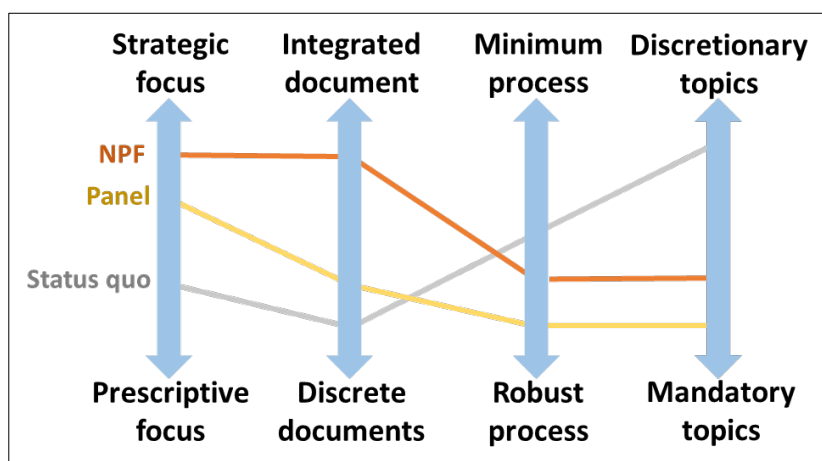 Strategic
focus
Integrated
document
Minimum
process
Discretionary
topics
NPF
Panel
Status quo
Prescriptive
focus
Discrete
documents
Robust
process
Mandatory
topics